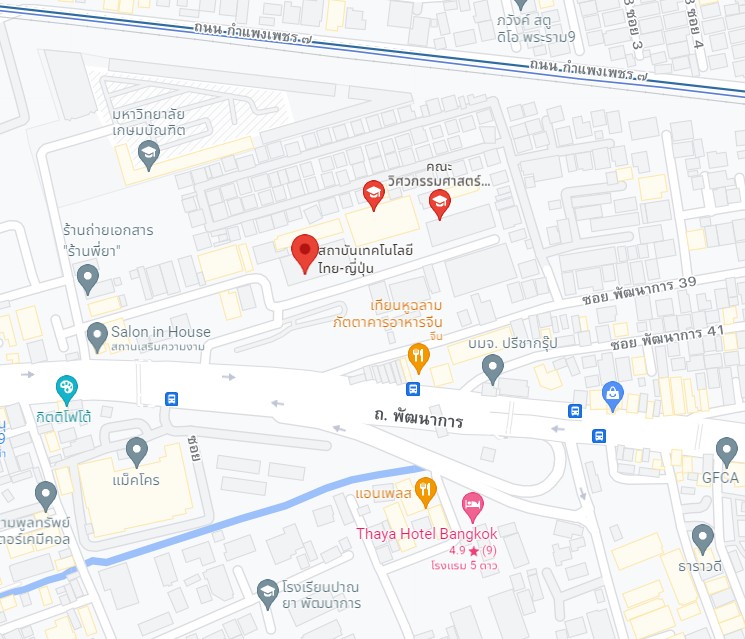 ภวังค์ สตู
ดิโอ พระราม9
ซอย 3
ซอย 4
ถนน กำแพงเพชร ๗
ถนน กำแพงเพชร ๗
มหาวิทยาลัย
เกษมบัณฑิต
คณะ
วิศวกรรมศาสตร์...
ร้านถ่ายเอกสาร
"ร้านพี่ยา"
สถาบันเทคโนโลยี
ไทย-ญี่ปุ่น
ซอย พัฒนาการ 39
เทียนหูฉลาม
ภัตตาคารอาหารจีน
จีน
Salon in House
สถานเสริมความงาม
บมจ. ปรีชากรุ๊ป
ซอย พัฒนาการ 41
กิตติโฟโต้
ถ. พัฒนาการ
ซอย
แม็คโคร
GFCA
แอบเพลส
Thaya Hotel Bangkok
4.9 ★ (9)
โรงแรม 5 ดาว
ธาราวดี
โรงเรียนปาณ
ยา พัฒนาการ